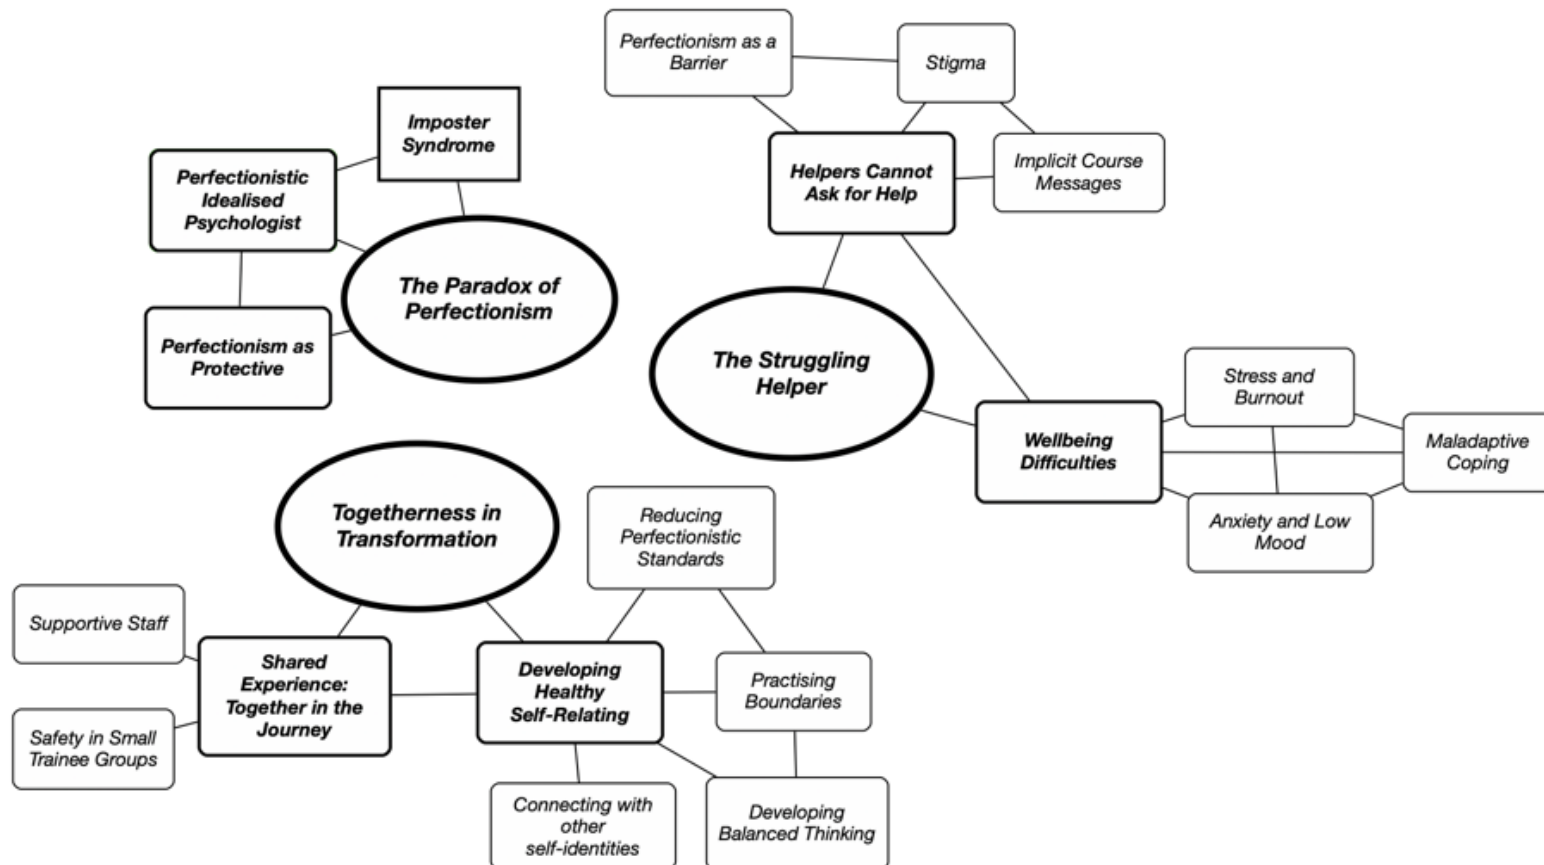 Imposter
Syndrome
Perfectionistic
Idealised
Psychologist
The Paradox of
Perfectionism
Perfectionism as
Protective
Perfectionism as a
Barrier
Stigma
Helpers Cannot
Ask for Help
Implicit Course
Messages
The Struggling
Helper
Wellbeing
Difficulties
Stress and
Burnout
Maladaptive
Coping
Anxiety and Low
Mood
Togetherness in
Transformation
Reducing
Perfectionistic
Standards
Supportive Staff
Shared
Experience:
Together in the
Journey
Safety in Small
Trainee Groups
Developing
Healthy
Self-Relating
Practising
Boundaries
Connecting with
other
self-identities
Developing
Balanced Thinking